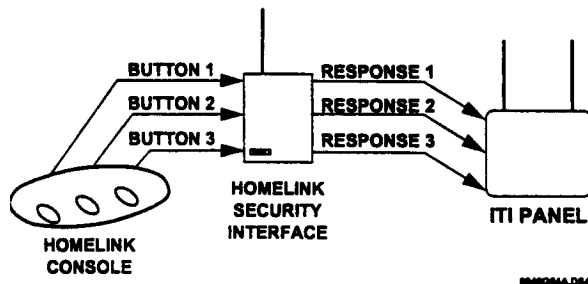 BUTTON 1
RESPONSE 1
BUTTON 2
RESPONSE 2
BUTTON 3
RESPONSE 3
HOMELINK
SECURITY
INTERFACE
ITI PANEL
HOMELINK
CONSOLE